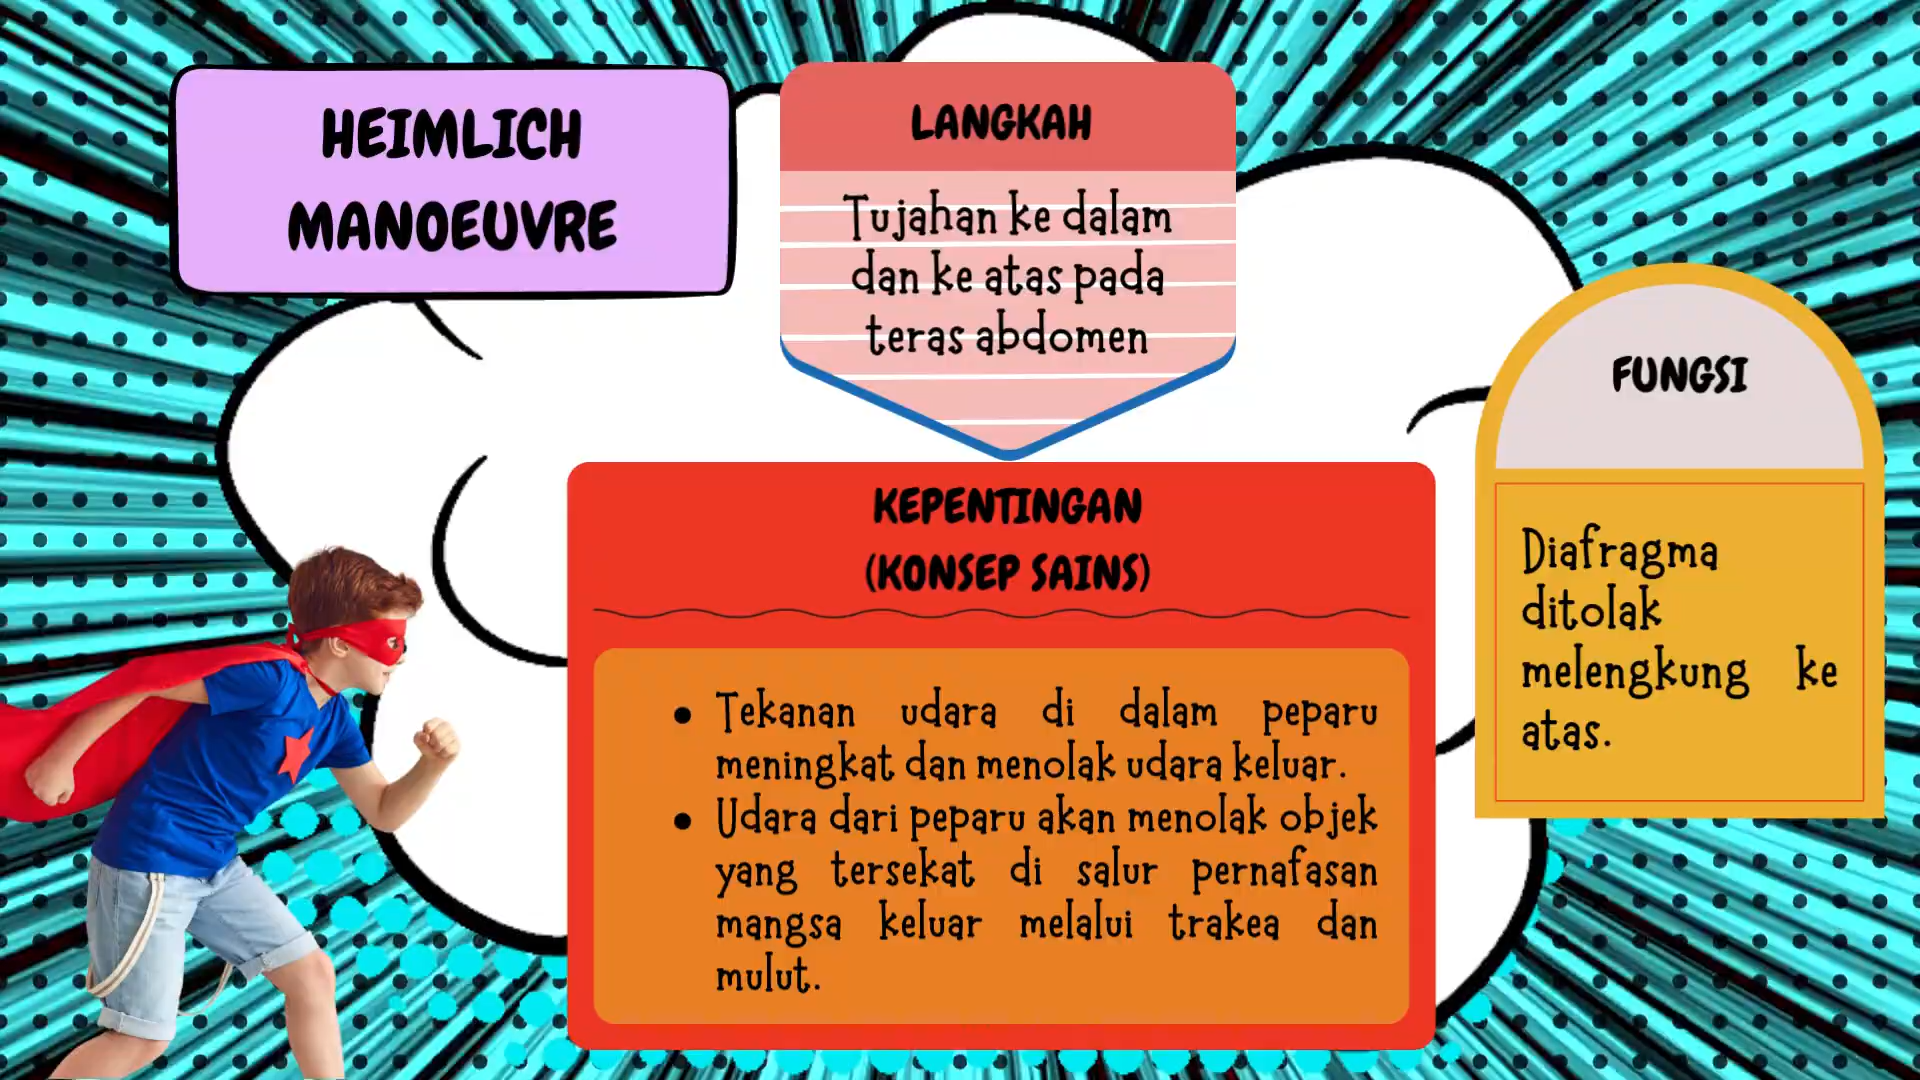 HEIMLICH
MANOEUVRE
LANGKAH
Tujahan ke dalam
dan ke atas pada
teras abdomen
KEPENTINGAN
(KONSEP SAINS)
• Tekanan udara di dalam peparu
meningkat dan menolak udara keluar.
• Udara dari peparu akan menolak objek
yang tersekat di salur pernafasan
mangsa keluar melalui trakea dan
mulut.
FUNGSI
Diafragma
ditolak
melengkung ke
atas.